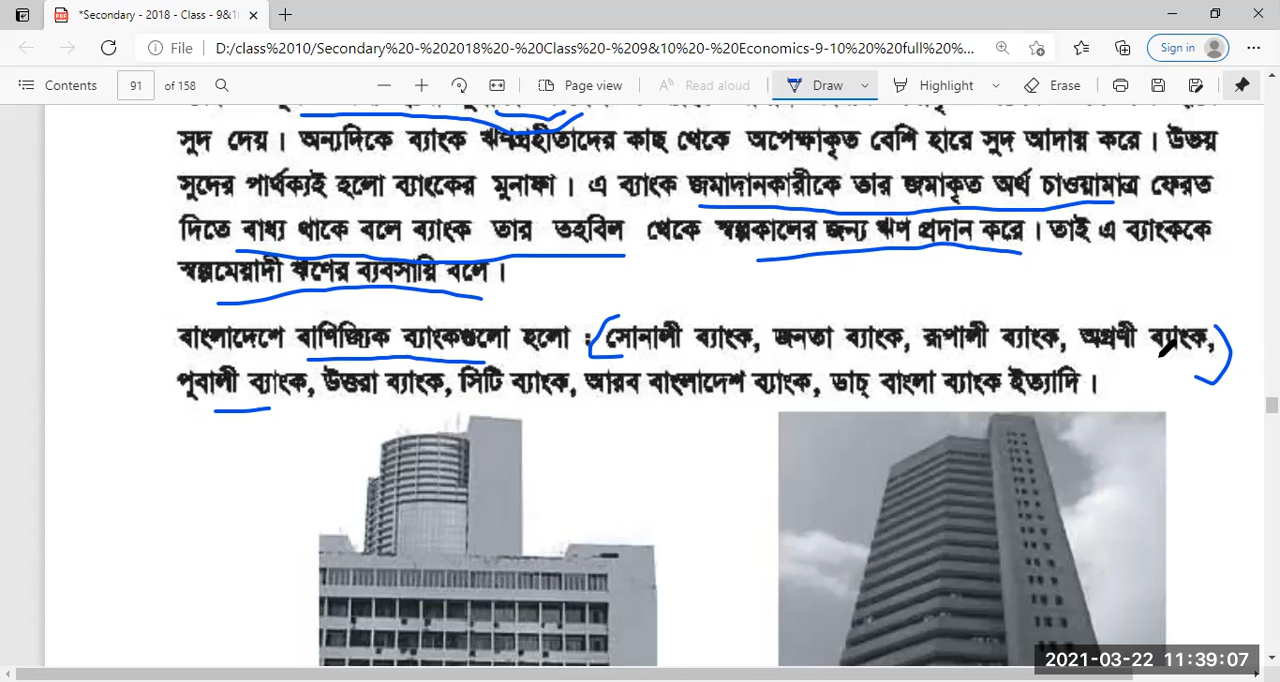 *Secondary - 2018 - Class - 9&10
File D:/class%2010/Secondary%20-%202018%20-%20Class%20-%209&10%20-%20Economics-9-10%20%20full%20%... Sign in
Contents 91 of 158 Page view Read aloud Draw Highlight Erase
সুদ দেয়। অন্যদিকে ব্যাংক ঋণগ্রহীতাদের কাছ থেকে অপেক্ষাকৃত বেশি হারে সুদ আদায় করে। উভয়
সুদের পার্থক্যই হলো ব্যাংকের মুনাফা। এ ব্যাংক জমাদানকারীকে তার জমাকৃত অর্থ চাওয়ামাত্র ফেরত
দিতে বাধ্য থাকে বলে ব্যাংক তার তহবিল থেকে স্বল্পকালের জন্য ঋণ প্রদান করে। তাই এ ব্যাংককে
স্বল্পমেয়াদী ঋণের ব্যবসায়ি বলে।
বাংলাদেশে বাণিজ্যিক ব্যাংকগুলো হলো : সোনালী ব্যাংক, জনতা ব্যাংক, রূপালী ব্যাংক, অগ্রণী ব্যাংক,
পূবালী ব্যাংক, উত্তরা ব্যাংক, সিটি ব্যাংক, আরব বাংলাদেশ ব্যাংক, ডাচ্ বাংলা ব্যাংক ইত্যাদি।
2021-03-22 11:39:07